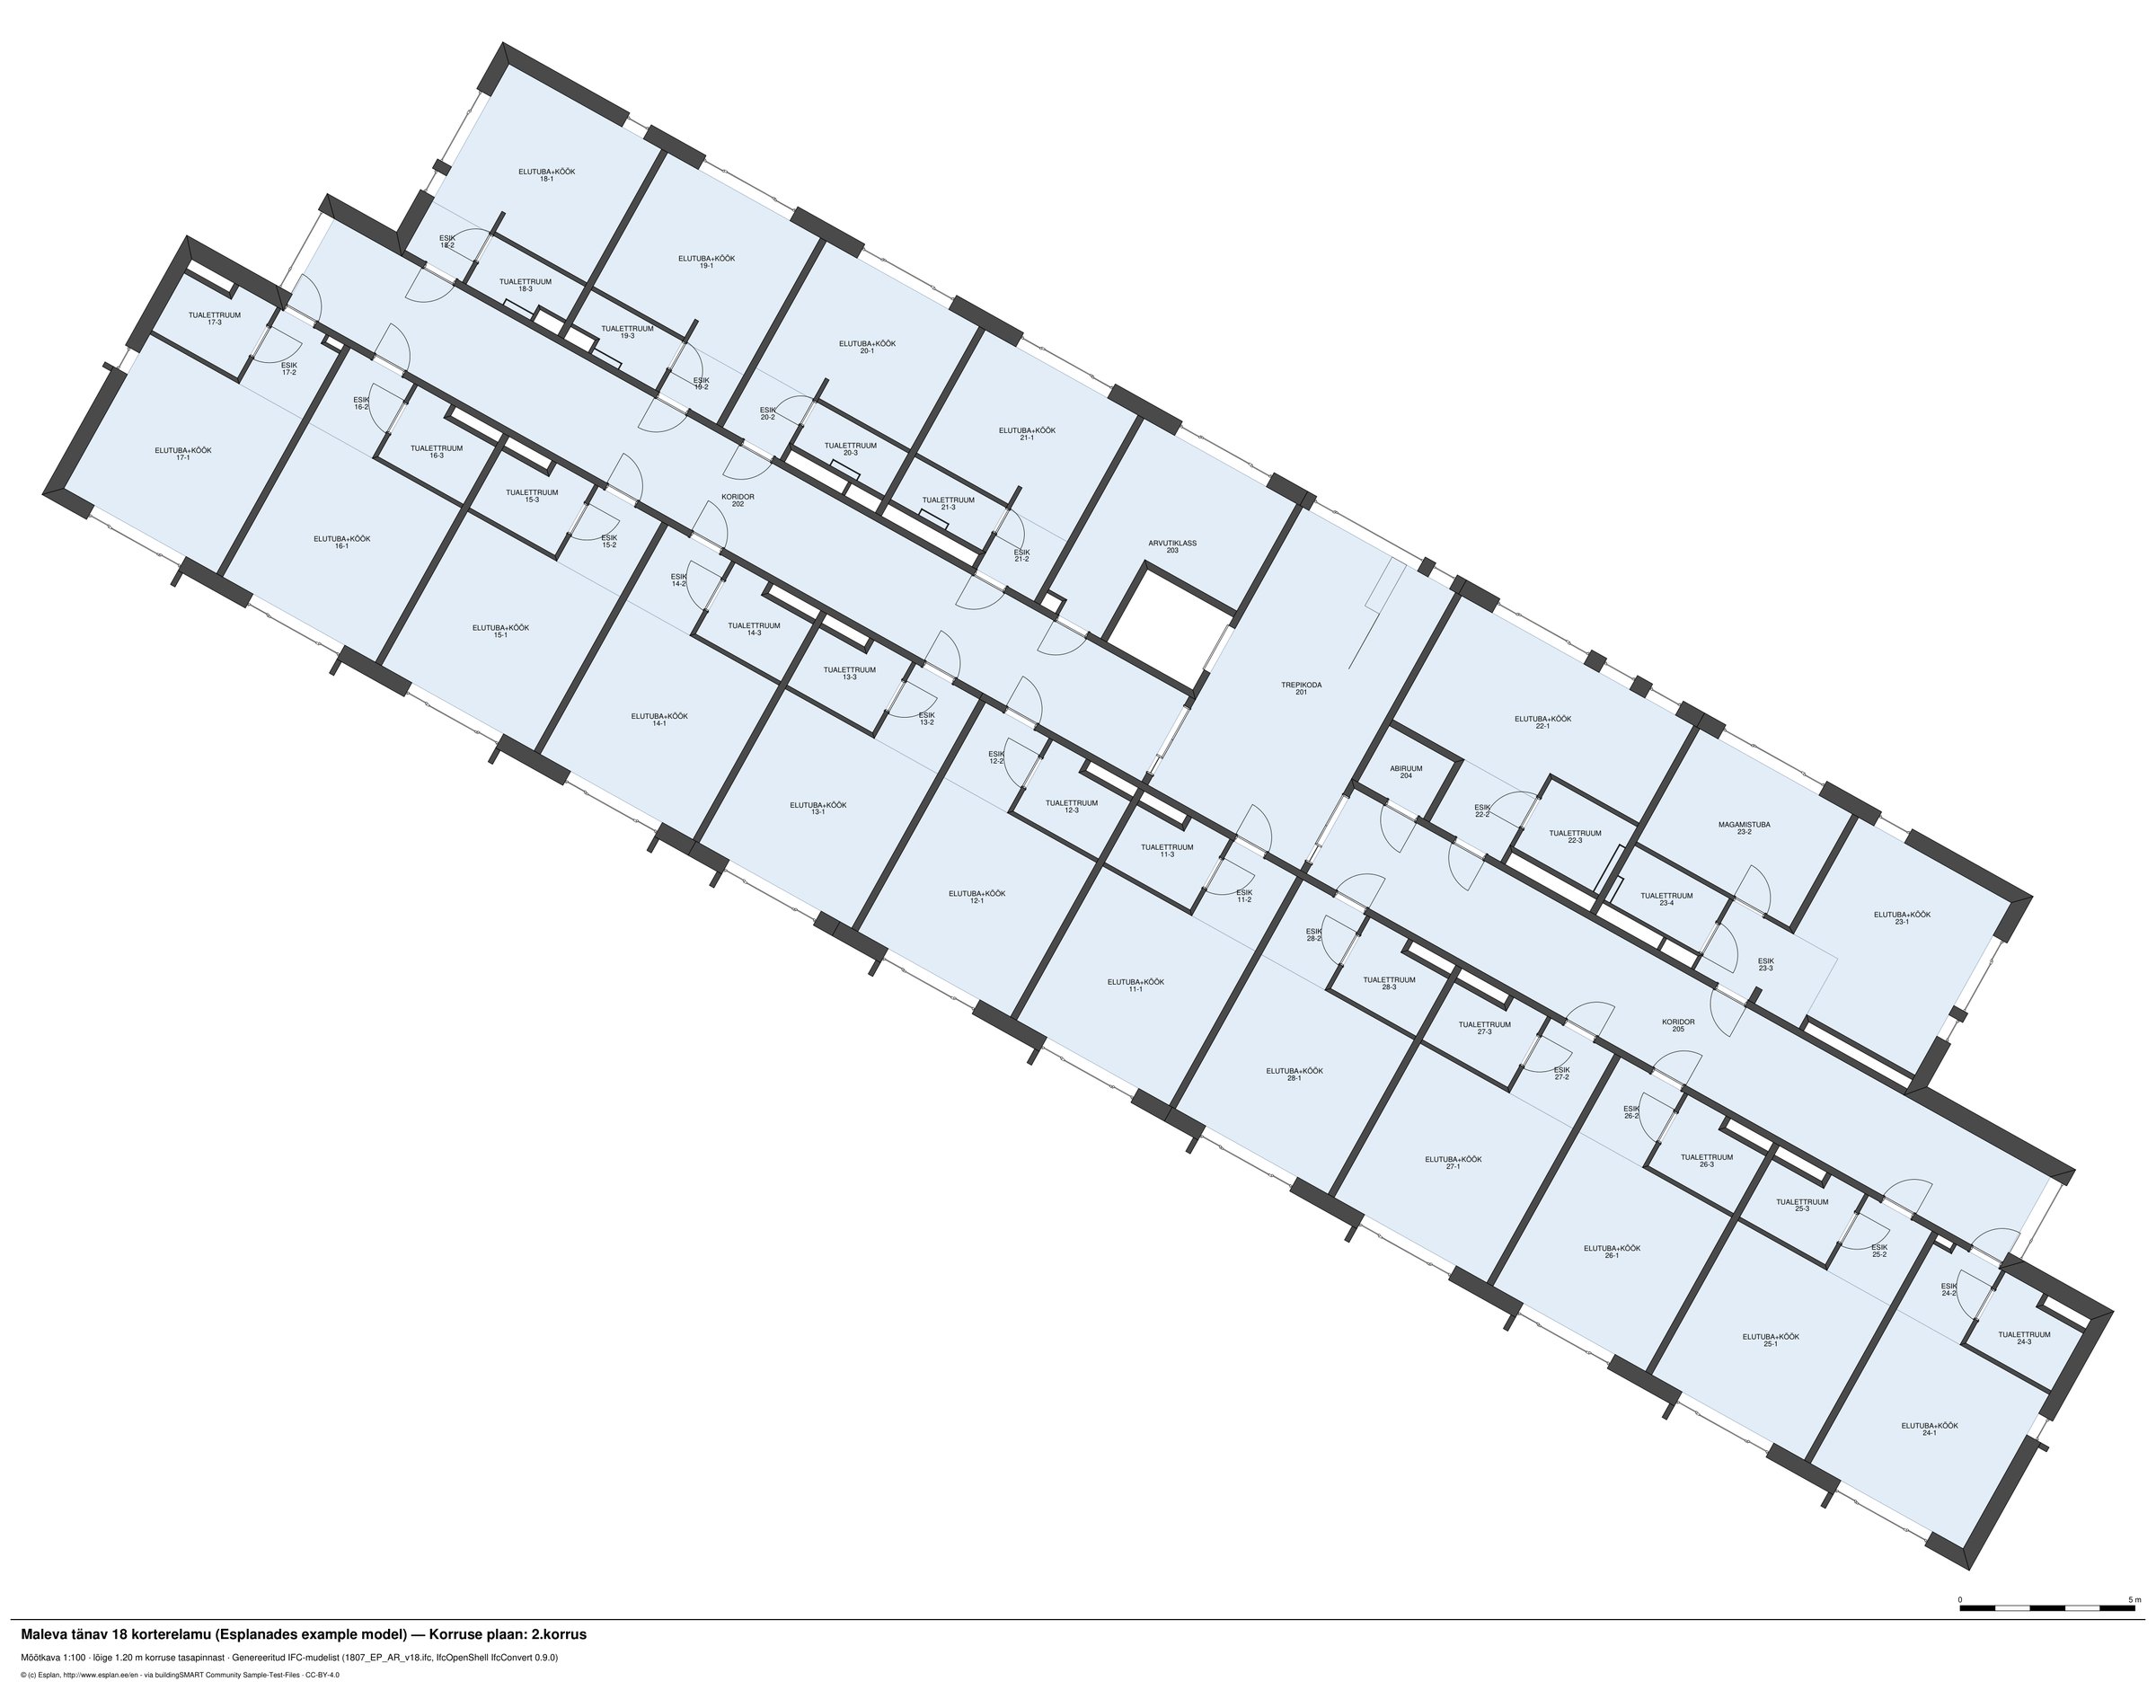 ELUTUBA+KÖÖK
18-1
ESIK
18-2
TUALETTRUUM
18-3
ELUTUBA+KÖÖK
19-1
TUALETTRUUM
19-3
ESIK
19-2
ELUTUBA+KÖÖK
20-1
ESIK
20-2
TUALETTRUUM
20-3
ELUTUBA+KÖÖK
21-1
TUALETTRUUM
21-3
ESIK
21-2
ARVUTIKLASS
203
TUALETTRUUM
17-3
ESIK
17-2
ELUTUBA+KÖÖK
17-1
ESIK
16-2
TUALETTRUUM
16-3
ELUTUBA+KÖÖK
16-1
TUALETTRUUM
15-3
ESIK
15-2
ELUTUBA+KÖÖK
15-1
KORIDOR
202
ESIK
14-2
TUALETTRUUM
14-3
ELUTUBA+KÖÖK
14-1
TUALETTRUUM
13-3
ESIK
13-2
ELUTUBA+KÖÖK
13-1
ESIK
12-2
TUALETTRUUM
12-3
ELUTUBA+KÖÖK
12-1
TUALETTRUUM
11-3
ESIK
11-2
ELUTUBA+KÖÖK
11-1
TREPIKODA
201
ABIRUUM
204
ELUTUBA+KÖÖK
22-1
ESIK
22-2
TUALETTRUUM
22-3
MAGAMISTUBA
23-2
TUALETTRUUM
23-4
ESIK
23-3
ELUTUBA+KÖÖK
23-1
ESIK
28-2
TUALETTRUUM
28-3
ELUTUBA+KÖÖK
28-1
TUALETTRUUM
27-3
ESIK
27-2
ELUTUBA+KÖÖK
27-1
KORIDOR
205
ESIK
26-2
TUALETTRUUM
26-3
ELUTUBA+KÖÖK
26-1
TUALETTRUUM
25-3
ESIK
25-2
ELUTUBA+KÖÖK
25-1
ESIK
24-2
TUALETTRUUM
24-3
ELUTUBA+KÖÖK
24-1
0 5 m
Maleva tänav 18 korterelamu (Esplanades example model) — Korruse plaan: 2.korrus
Mõõtkava 1:100 · lõige 1.20 m korruse tasapinnast · Genereeritud IFC-mudelist (1807_EP_AR_v18.ifc, IfcOpenShell IfcConvert 0.9.0)
© (c) Esplan, http://www.esplan.ee/en - via buildingSMART Community Sample-Test-Files · CC-BY-4.0